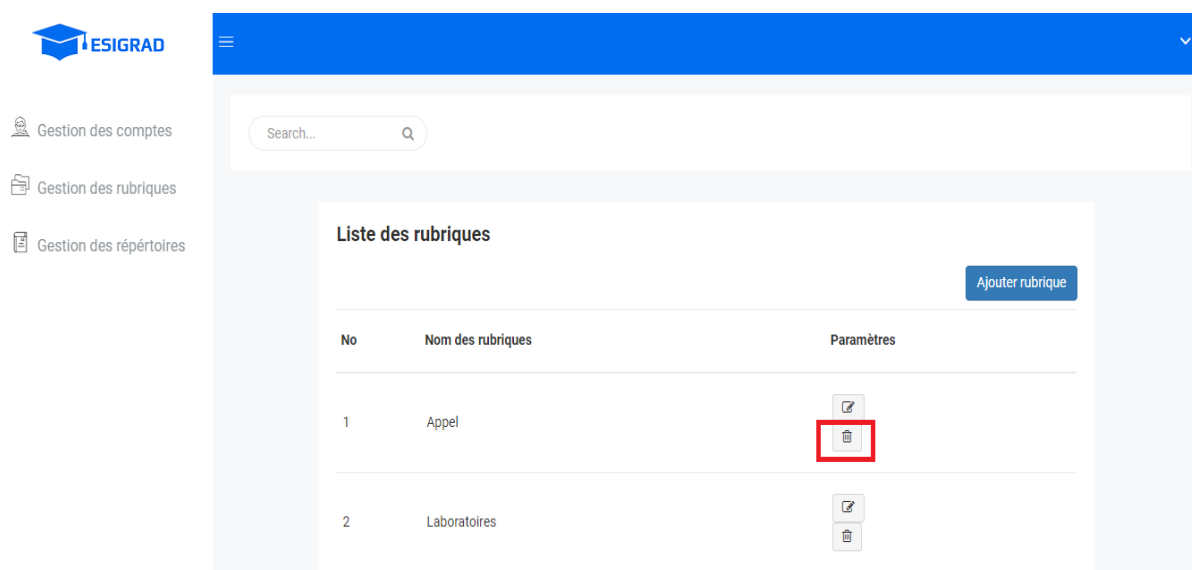 ESIGRAD
Gestion des comptes
Gestion des rubriques
Gestion des répértoires
Search...
Liste des rubriques
Ajouter rubrique
No Nom des rubriques Paramètres
1 Appel
2 Laboratoires